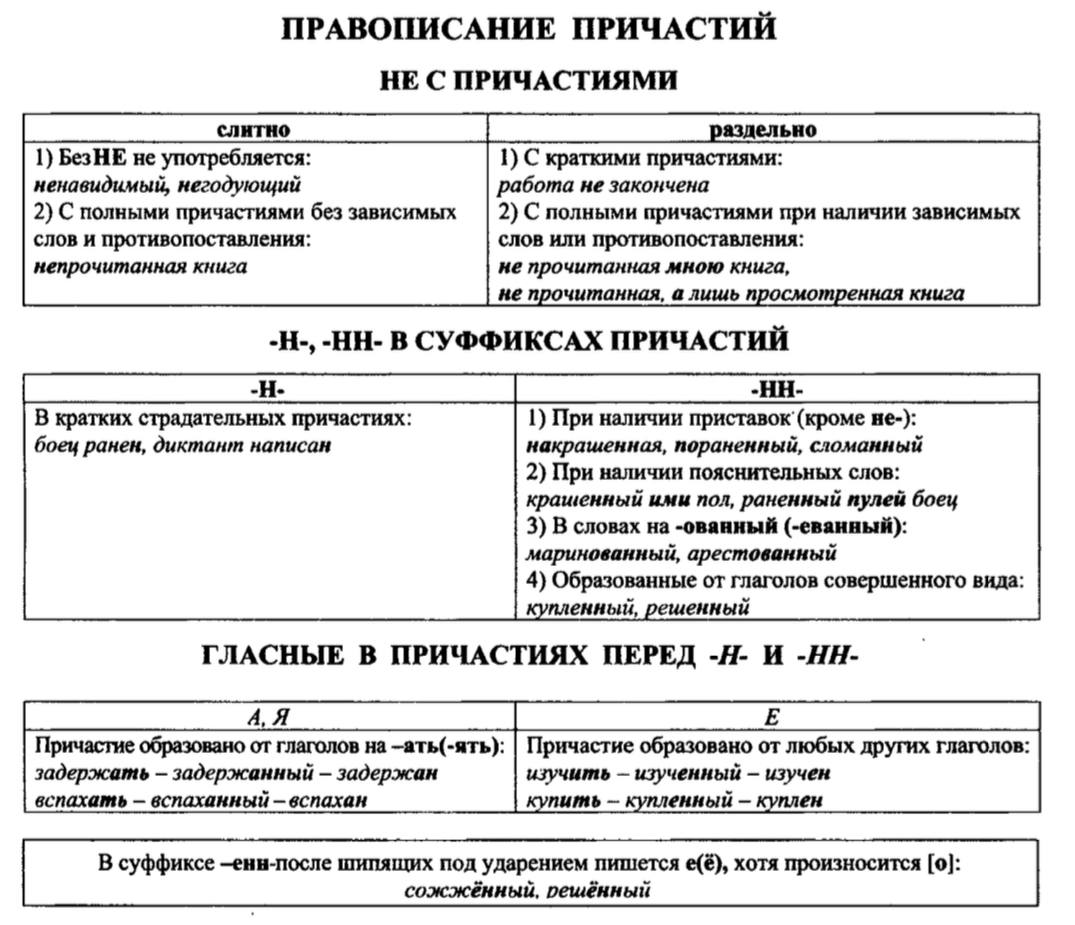 ПРАВОПИСАНИЕ ПРИЧАСТИЙ
НЕ С ПРИЧАСТИЯМИ
слитно
1) Без НЕ не употребляется:
ненавидимый, негодующий
2) С полными причастиями без зависимых
слов и противопоставления:
непрочитанная книга
раздельно
1) С краткими причастиями:
работа не закончена
2) С полными причастиями при наличии зависимых
слов или противопоставления:
не прочитанная мною книга,
не прочитанная, а лишь просмотренная книга
-Н-, -НН- В СУФФИКСАХ ПРИЧАСТИЙ
-Н-
В кратких страдательных причастиях:
боец ранен, диктант написан
-НН-
1) При наличии приставок (кроме не-):
накрашенная, пораненный, сломанный
2) При наличии пояснительных слов:
крашенный ими пол, раненный пулей боец
3) В словах на -ованный (-еванный):
маринованный, арестованный
4) Образованные от глаголов совершенного вида:
купленный, решенный
ГЛАСНЫЕ В ПРИЧАСТИЯХ ПЕРЕД -Н- И -НН-
А, Я
Причастие образовано от глаголов на –ать(-ять):
задержать – задержанный – задержан
вспахать – вспаханный – вспахан
Е
Причастие образовано от любых других глаголов:
изучить – изученный – изучен
купить – купленный – куплен
В суффиксе –енн-после шипящих под ударением пишется е(ё), хотя произносится [о]:
сожжённый, решённый